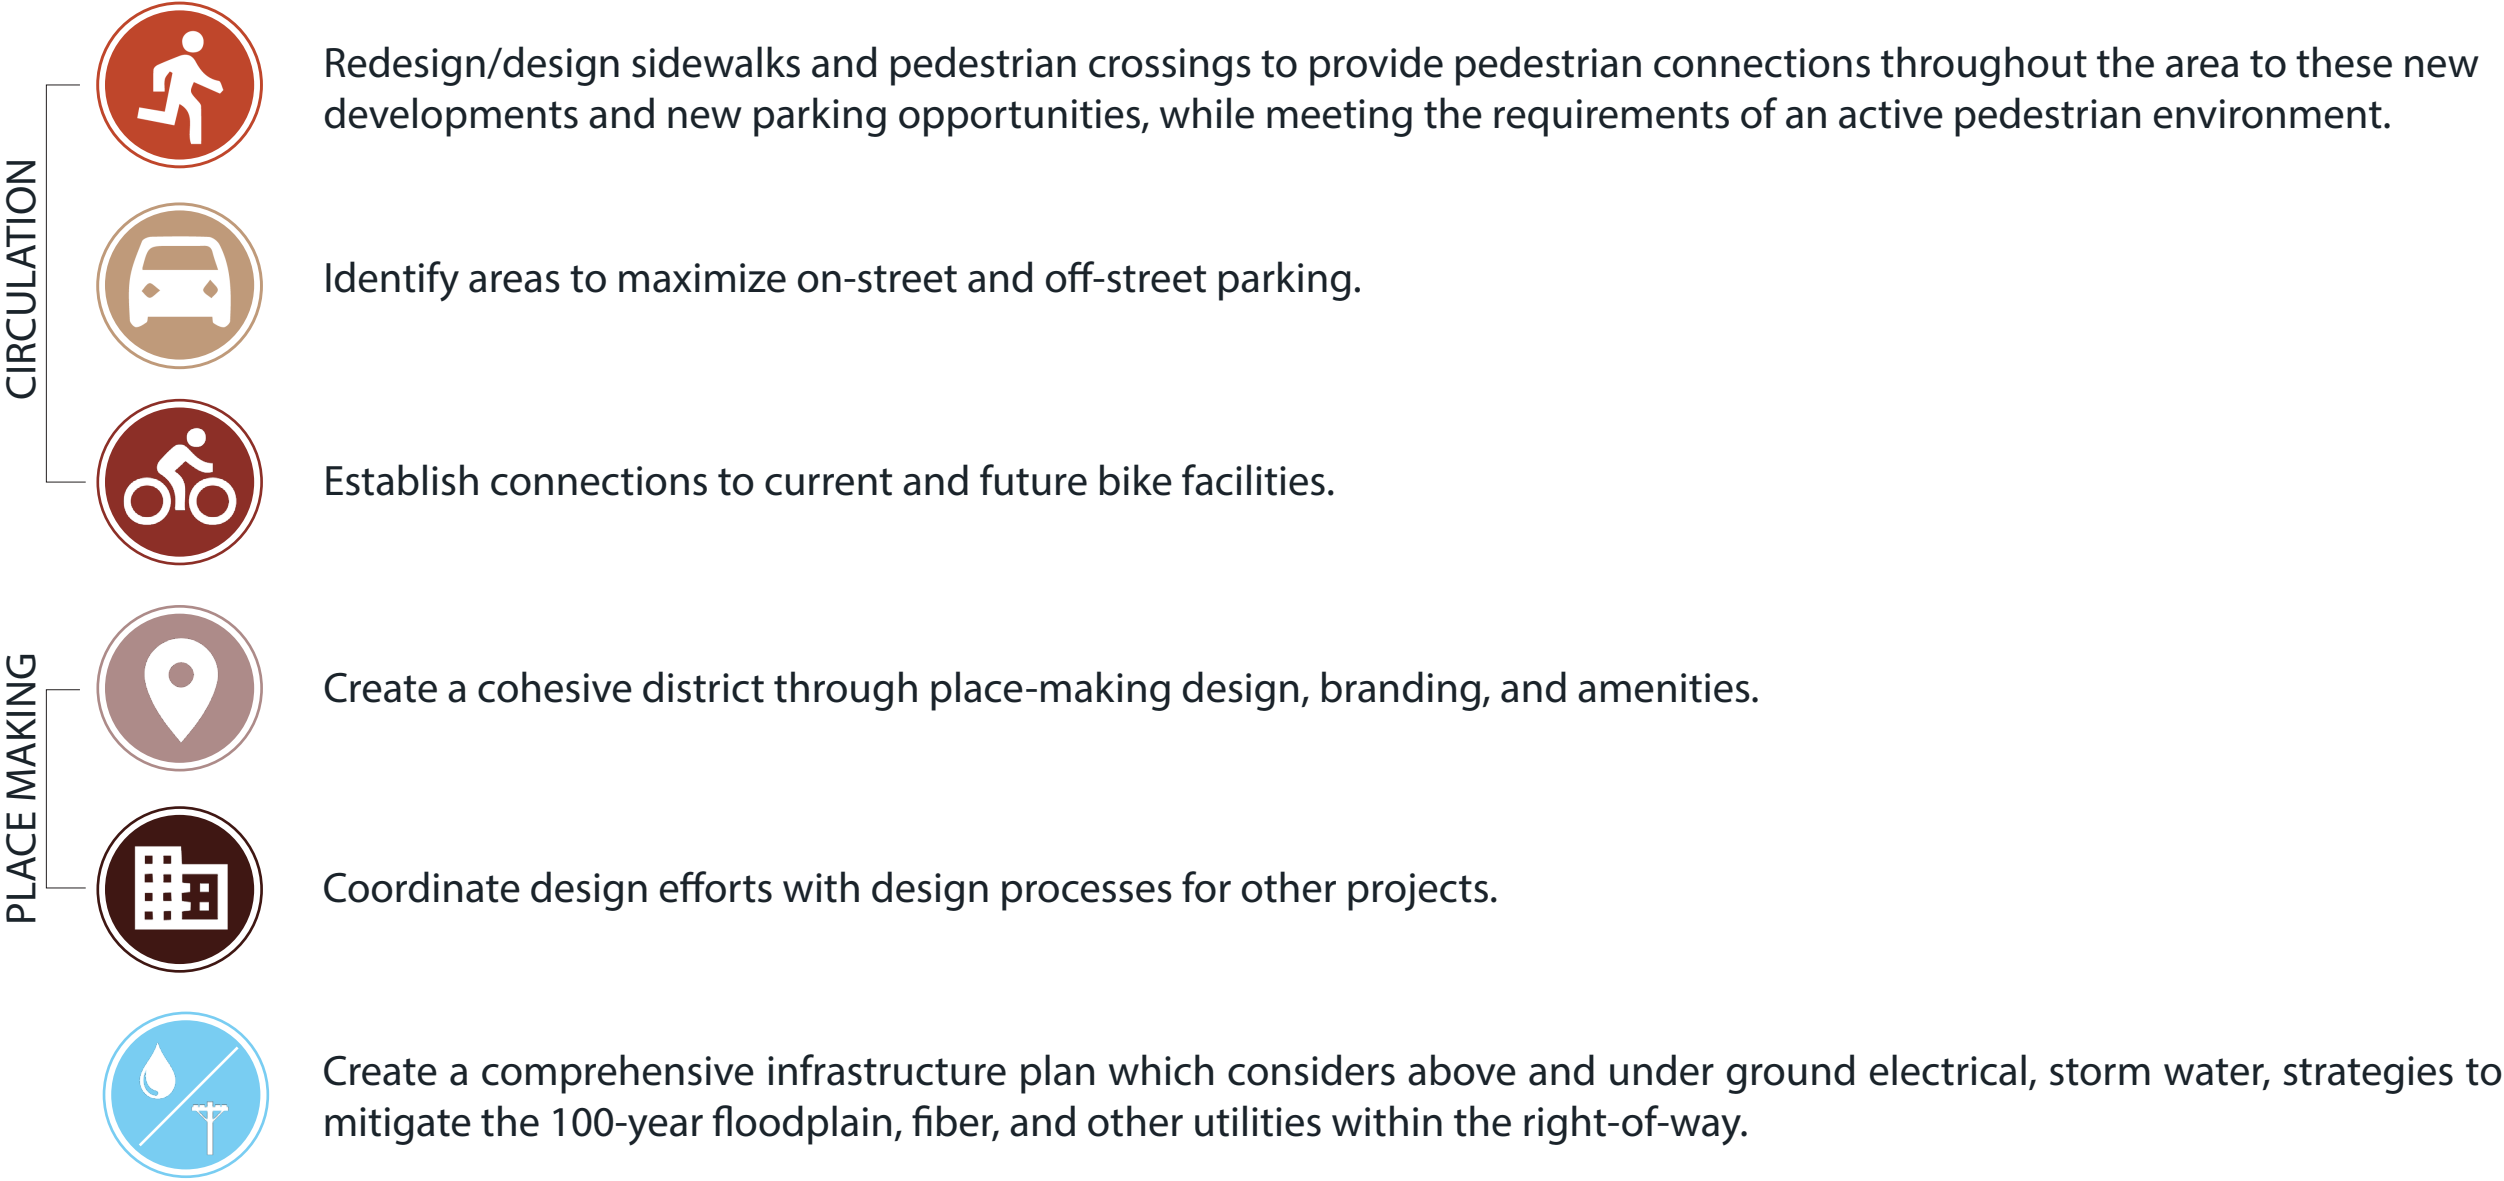 CIRCULATION
Redesign/design sidewalks and pedestrian crossings to provide pedestrian connections throughout the area to these new
developments and new parking opportunities, while meeting the requirements of an active pedestrian environment.
Identify areas to maximize on-street and off-street parking.
Establish connections to current and future bike facilities.
PLACE MAKING
Create a cohesive district through place-making design, branding, and amenities.
Coordinate design efforts with design processes for other projects.
Create a comprehensive infrastructure plan which considers above and under ground electrical, storm water, strategies to
mitigate the 100-year floodplain, fiber, and other utilities within the right-of-way.